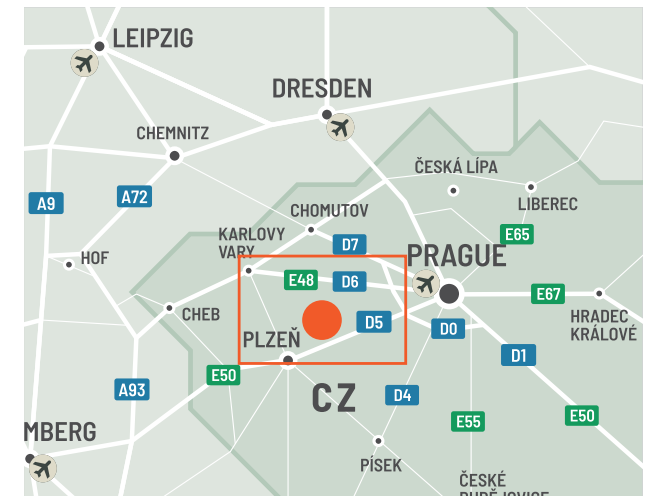 LEIPZIG
DRESDEN
CHEMNITZ
ČESKÁ LÍPA
A9
A72
LIBEREC
CHOMUTOV
KARLOVY
VARY
E65
D7
PRAGUE
HOF
E48
D6
E67
CHEB
D5
HRADEC
KRÁLOVÉ
PLZEŇ
D0
D1
E50
A93
CZ
D4
E55
E50
MBERG
PÍSEK
ČESKÉ
BUDĚJOVICE